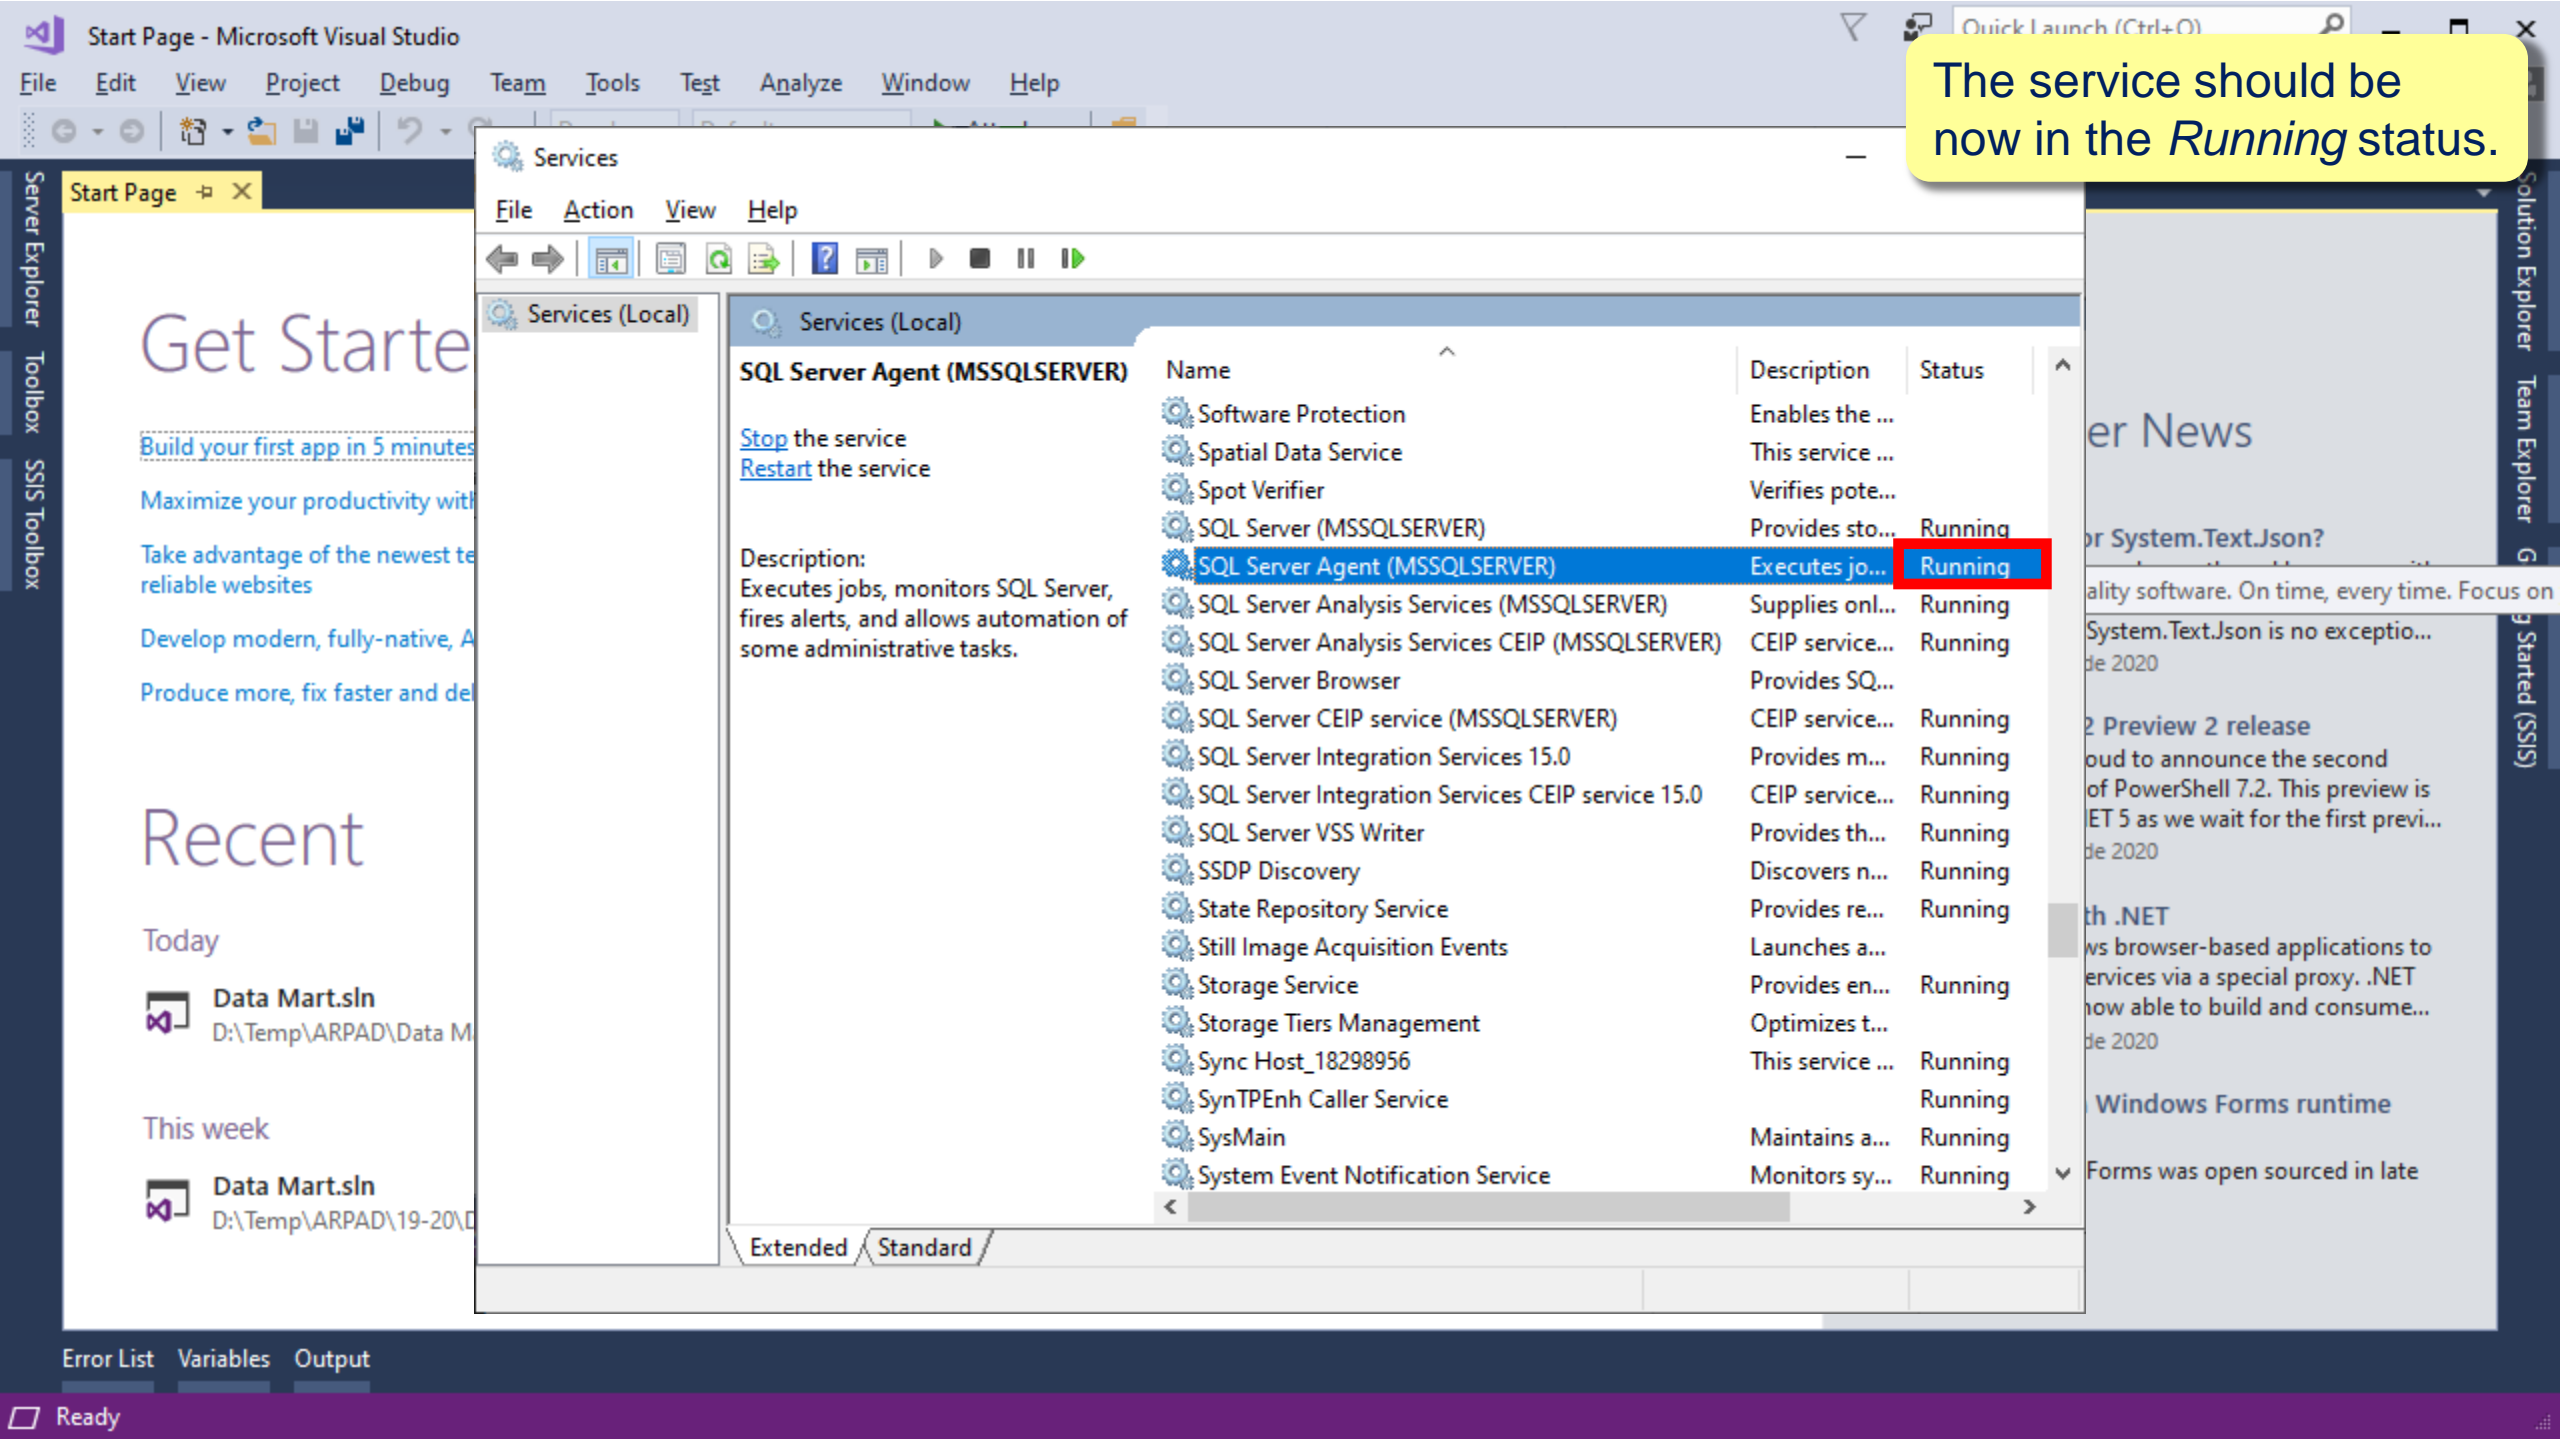 Start Page - Microsoft Visual Studio
Quick Launch (Ctrl+Q)
File Edit View Project Debug Team Tools Test Analyze Window Help
The service should be
now in the Running status.
Server Explorer
Toolbox
SSIS Toolbox
Start Page
Get Starte
Build your first app in 5 minutes
Maximize your productivity with
Take advantage of the newest te
reliable websites
Develop modern, fully-native, A
Produce more, fix faster and del
Recent
Today
Data Mart.sln
D:\Temp\ARPAD\Data M
This week
Data Mart.sln
D:\Temp\ARPAD\19-20\D
Services
File Action View Help
Services (Local)
Services (Local)
SQL Server Agent (MSSQLSERVER)
Stop the service
Restart the service
Description:
Executes jobs, monitors SQL Server,
fires alerts, and allows automation of
some administrative tasks.
Name Description Status
Software Protection Enables the ...
Spatial Data Service This service ...
Spot Verifier Verifies pote...
SQL Server (MSSQLSERVER) Provides sto... Running
SQL Server Agent (MSSQLSERVER) Executes jo... Running
SQL Server Analysis Services (MSSQLSERVER) Supplies onl... Running
SQL Server Analysis Services CEIP (MSSQLSERVER) CEIP service... Running
SQL Server Browser Provides SQ...
SQL Server CEIP service (MSSQLSERVER) CEIP service... Running
SQL Server Integration Services 15.0 Provides m... Running
SQL Server Integration Services CEIP service 15.0 CEIP service... Running
SQL Server VSS Writer Provides th... Running
SSDP Discovery Discovers n... Running
State Repository Service Provides re... Running
Still Image Acquisition Events Launches a...
Storage Service Provides en... Running
Storage Tiers Management Optimizes t...
Sync Host_18298956 This service ... Running
SynTPEnh Caller Service Running
SysMain Maintains a... Running
System Event Notification Service Monitors sy... Running
Extended Standard
er News
or System.Text.Json?
ality software. On time, every time. Focus on
System.Text.Json is no exceptio...
de 2020
2 Preview 2 release
oud to announce the second
of PowerShell 7.2. This preview is
ET 5 as we wait for the first previ...
de 2020
th .NET
ws browser-based applications to
ervices via a special proxy. .NET
now able to build and consume...
de 2020
Windows Forms runtime
Forms was open sourced in late
Solution Explorer
Team Explorer
G
g Started (SSIS)
Error List Variables Output
Ready